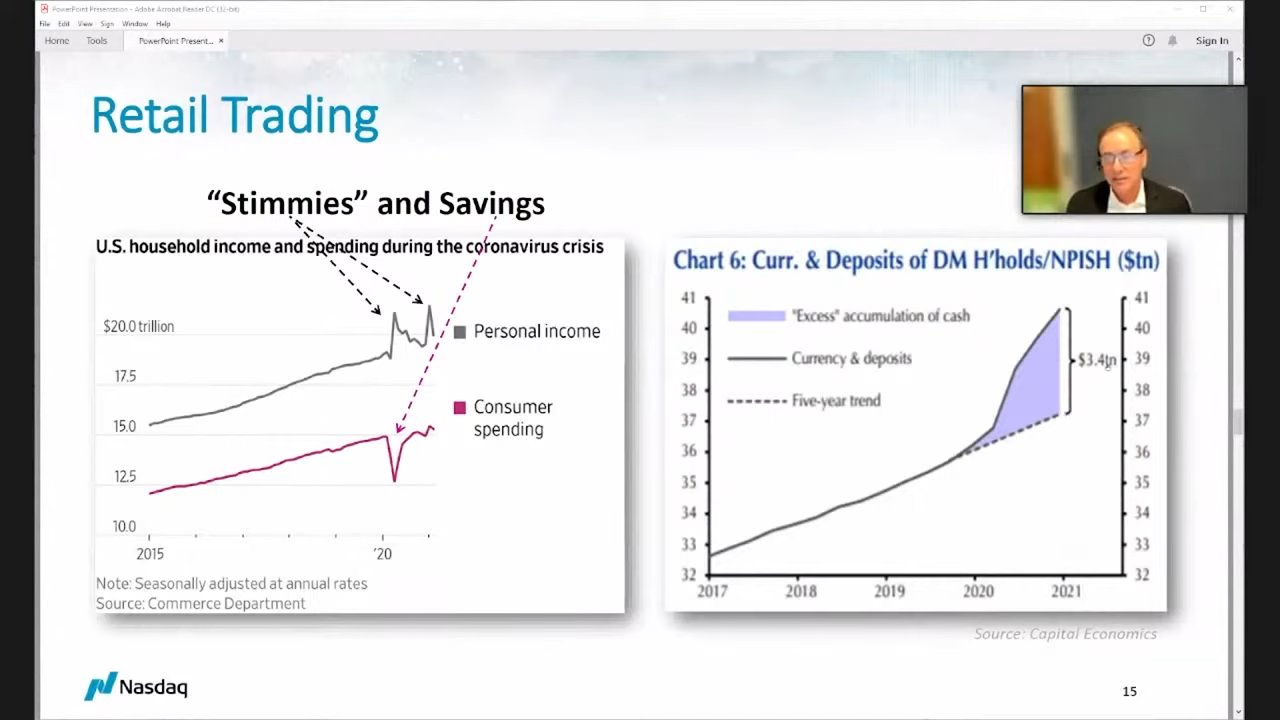 PowerPoint Presentation - Adobe Acrobat Reader DC (32-bit)
File Edit View Sign Window Help
Home Tools PowerPoint Present... × Sign In
Retail Trading
“Stimmies” and Savings
U.S. household income and spending during the coronavirus crisis
$20.0 trillion
17.5
15.0
12.5
10.0
2015 '20
Personal income
Consumer
spending
Note: Seasonally adjusted at annual rates
Source: Commerce Department
Chart 6: Curr. & Deposits of DM H'holds/NPISH ($tn)
41 41
40 40
39 39
38 38
37 37
36 36
35 35
34 34
33 33
32 32
"Excess" accumulation of cash
Currency & deposits
Five-year trend
$3.4tn
2017 2018 2019 2020 2021
Source: Capital Economics
Nasdaq
15